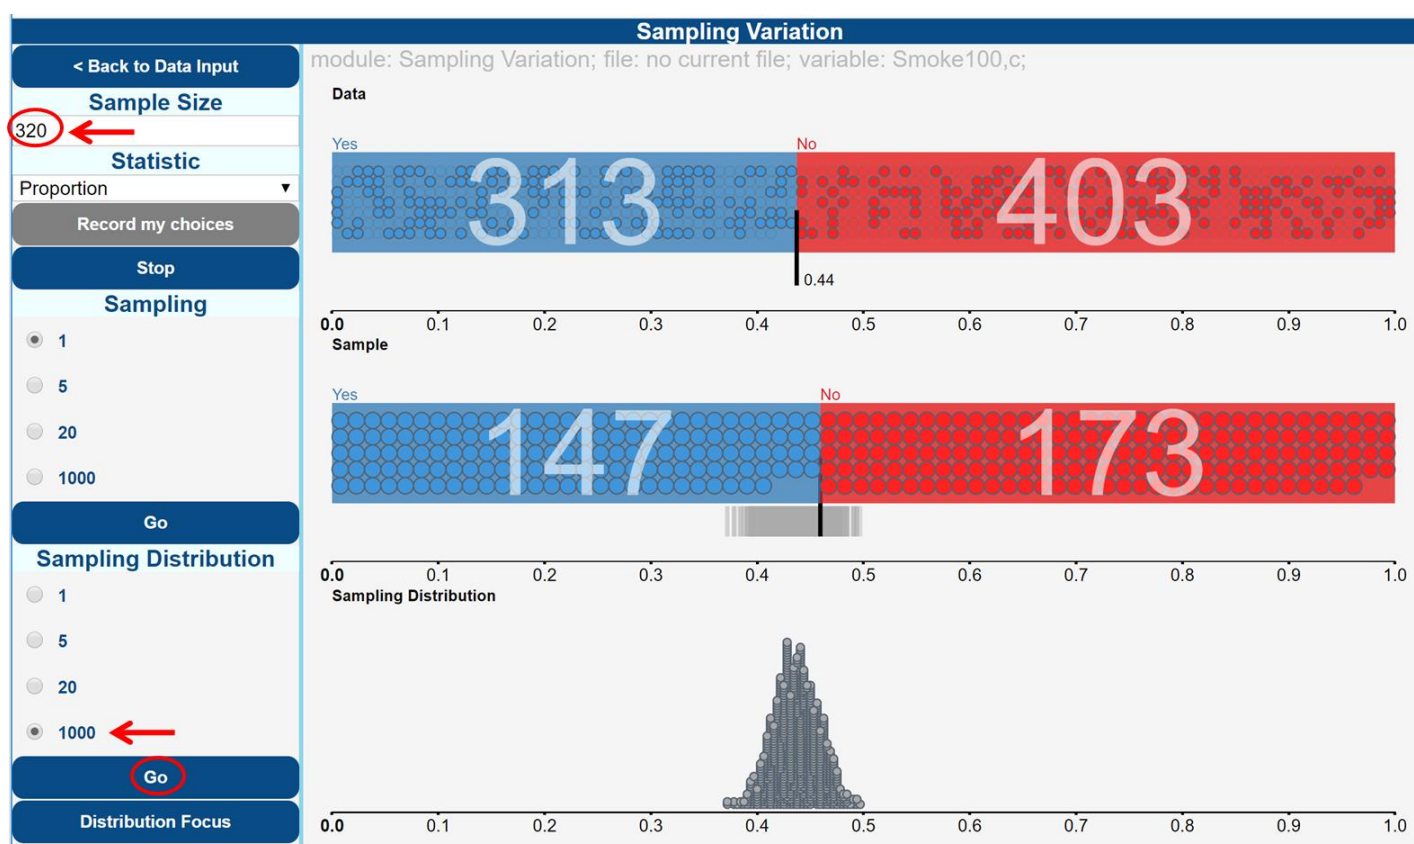 Sampling Variation
< Back to Data Input
Sample Size
320
Statistic
Proportion
Record my choices
Stop
Sampling
1
5
20
1000
Go
Sampling Distribution
1
5
20
1000
Go
Distribution Focus
module: Sampling Variation; file: no current file; variable: Smoke100,c;
Data
Yes No
313 403
0.44
0.0 0.1 0.2 0.3 0.4 0.5 0.6 0.7 0.8 0.9 1.0
Sample
Yes No
147 173
0.0 0.1 0.2 0.3 0.4 0.5 0.6 0.7 0.8 0.9 1.0
Sampling Distribution
0.0 0.1 0.2 0.3 0.4 0.5 0.6 0.7 0.8 0.9 1.0